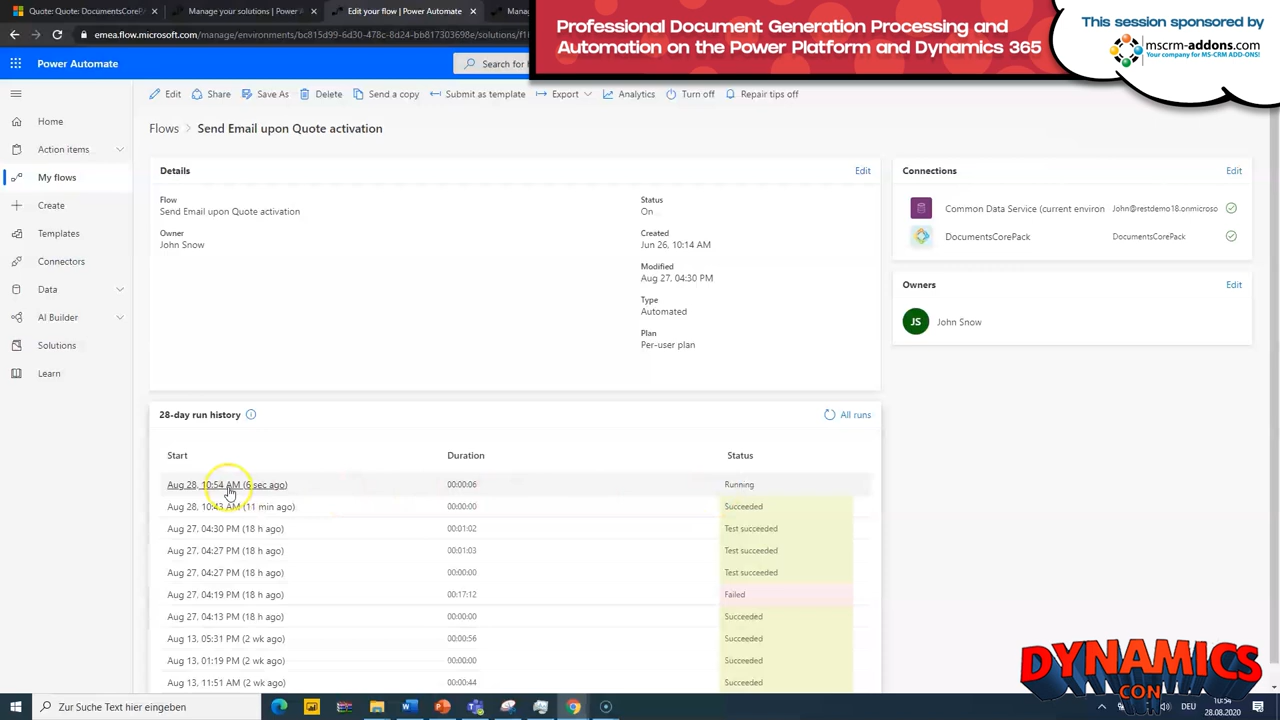 Quote: DocumentsCorePack
Manage your solutions
Edit your flow | Power Automate
Manage
emea.flow.microsoft.com/manage/env
Power Automate
Search for
Professional Document Generation Processing and
Automation on the Power Platform and Dynamics 365
This session sponsored by
mscrm-addons.com
Your company for MS-CRM ADD-ONS!
Edit
Share
Save As
Delete
Send a copy
Submit as template
Export
Analytics
Turn off
Repair tips off
Home
Action items
My flows
Create
Templates
Connectors
Data
AI Builder
Solutions
Learn
Flows > Send Email upon Quote activation
Details
Edit
Flow
Send Email upon Quote activation
Owner
John Snow
Status
On
Created
Jun 26, 10:14 AM
Modified
Aug 27, 04:30 PM
Type
Automated
Plan
Per-user plan
Connections
Edit
Common Data Service (current environ John@restdemo18.onmicroso
DocumentsCorePack DocumentsCorePack
Owners
Edit
JS John Snow
28-day run history
All runs
Start Duration Status
Aug 28, 10:54 AM (6 sec ago) 00:00:06 Running
Aug 28, 10:43 AM (11 min ago) 00:00:00 Succeeded
Aug 27, 04:30 PM (18 h ago) 00:01:02 Test succeeded
Aug 27, 04:27 PM (18 h ago) 00:01:03 Test succeeded
Aug 27, 04:27 PM (18 h ago) 00:00:00 Test succeeded
Aug 27, 04:19 PM (18 h ago) 00:17:12 Failed
Aug 27, 04:13 PM (18 h ago) 00:00:00 Succeeded
Aug 13, 05:31 PM (2 wk ago) 00:00:56 Succeeded
Aug 13, 01:19 PM (2 wk ago) 00:00:00 Succeeded
Aug 13, 11:51 AM (2 wk ago) 00:00:44 Succeeded
DYNAMICS
CON
Zur Suche Text hier eingeben
DEU
10:54
28.08.2020